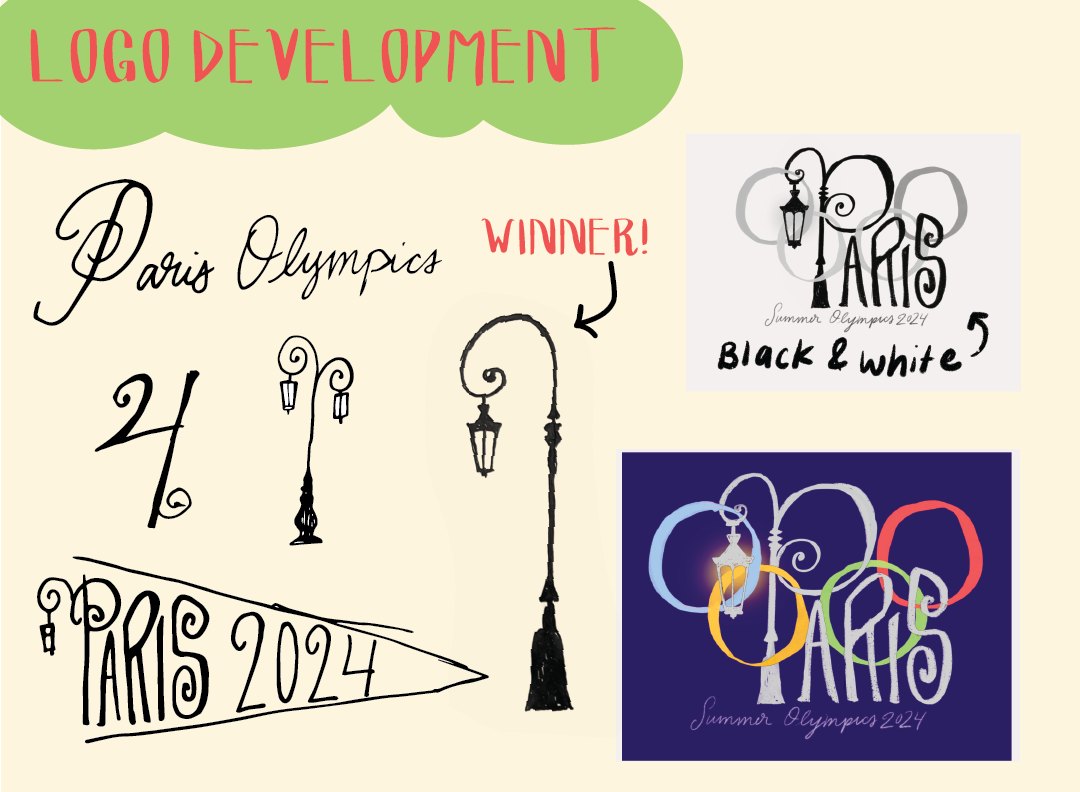 LOGO DEVELOPMENT
Paris Olympics
WINNER!
4
PARIS 2024
PARIS
Summer Olympics 2024
Black & white
PARIS
Summer Olympics 2024